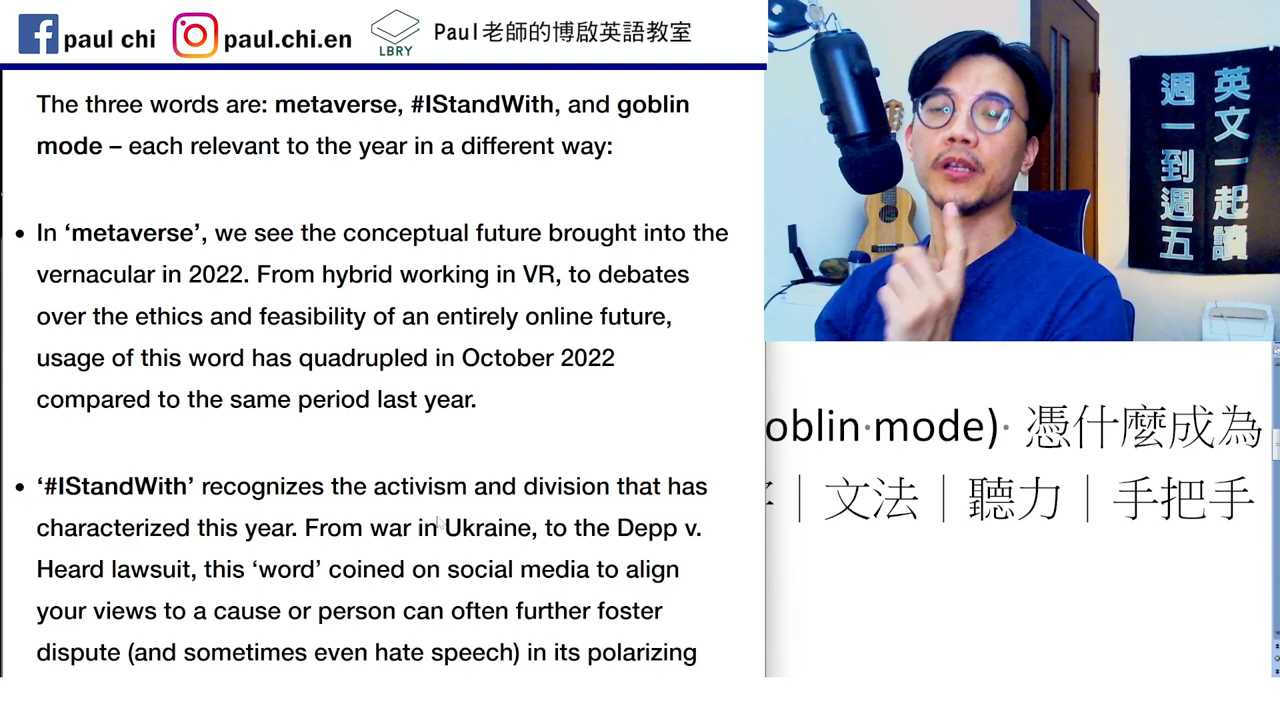 paul chi
paul.chi.en
LBRY
Paul老師的博啟英語教室
The three words are: metaverse, #IStandWith, and goblin
mode – each relevant to the year in a different way:
• In ‘metaverse’, we see the conceptual future brought into the
vernacular in 2022. From hybrid working in VR, to debates
over the ethics and feasibility of an entirely online future,
usage of this word has quadrupled in October 2022
compared to the same period last year.
• ‘#IStandWith’ recognizes the activism and division that has
characterized this year. From war in Ukraine, to the Depp v.
Heard lawsuit, this ‘word’ coined on social media to align
your views to a cause or person can often further foster
dispute (and sometimes even hate speech) in its polarizing
英文一起讀
週一到週五
oblin mode) 憑什麼成為
｜文法｜聽力｜手把手